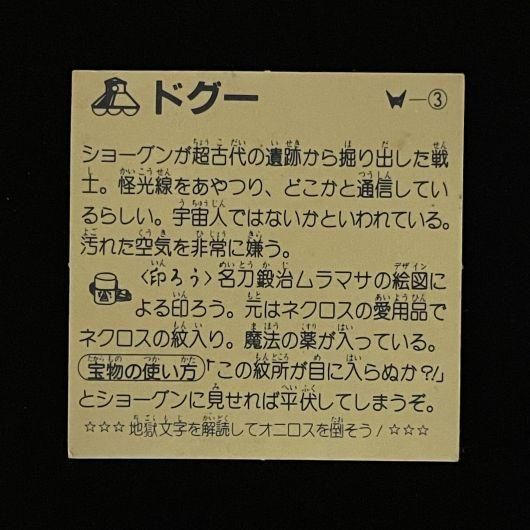 ドグー ー③
ショーグンが超古代の遺跡から掘り出した戦
士。怪光線をあやつり、どこかと通信してい
るらしい。宇宙人ではないかといわれている。
汚れた空気を非常に嫌う。
〈印ろう〉名刀鍛冶ムラマサの絵図に
よる印ろう。元はネクロスの愛用品で
ネクロスの紋入り。魔法の薬が入っている。
宝物の使い方「この紋所が目に入らぬか?!」
とショーグンに見せれば平伏してしまうぞ。
☆☆☆地獄文字を解読してオニロスを倒そう!☆☆☆